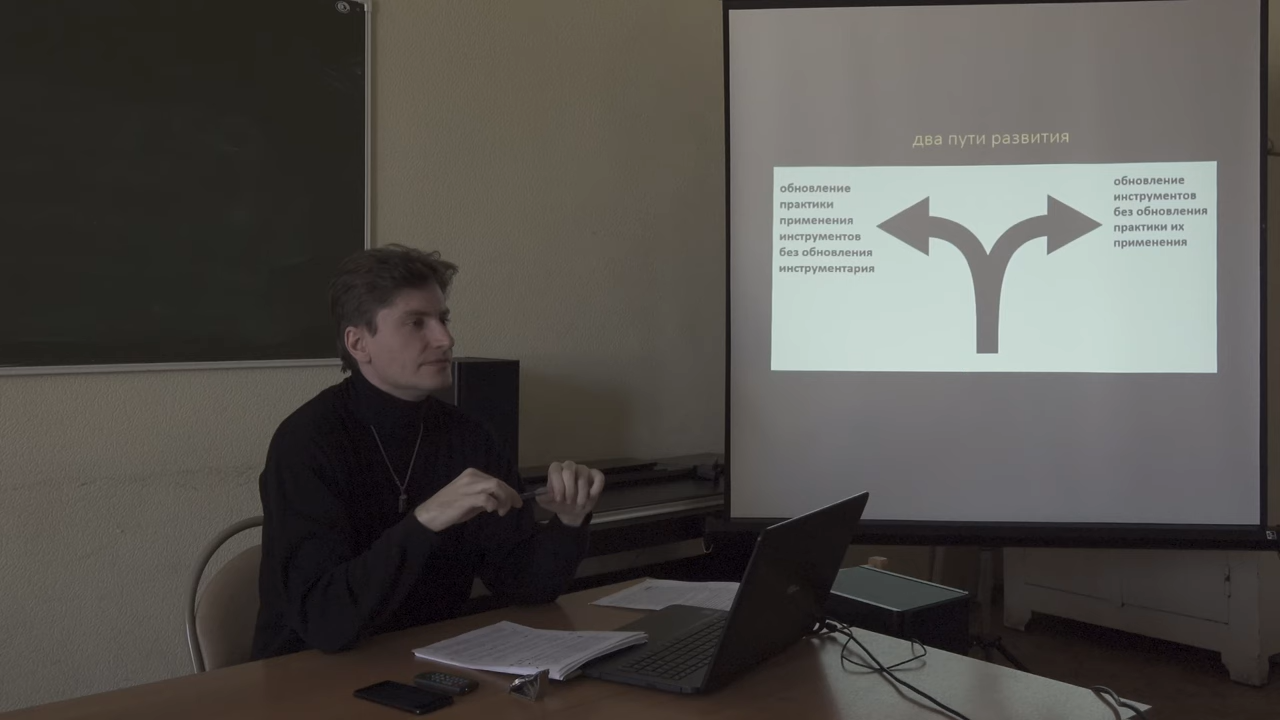 два пути развития
обновление
практики
применения
инструментов
без обновления
инструментария
обновление
инструментов
без обновления
практики их
применения